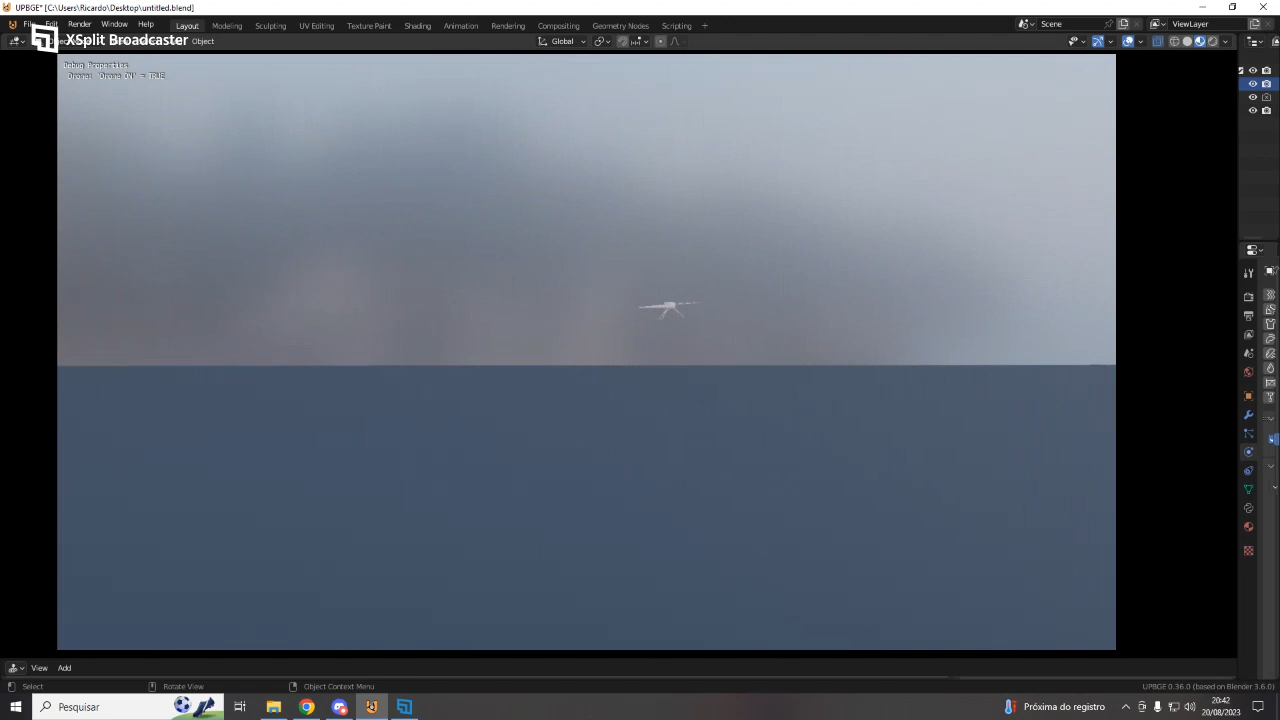 UPBGE* [C:\Users\Ricardo\Desktop\untitled.blend]
File Edit Render Window Help Layout Modeling Sculpting UV Editing Texture Paint Shading Animation Rendering Compositing Geometry Nodes Scripting + Scene ViewLayer
XSplit Broadcaster
Object Global
Debug Properties
View Add
Select Rotate View Object Context Menu UPBGE 0.36.0 (based on Blender 3.6.0)
Pesquisar Próxima do registro 20:42
20/08/2023